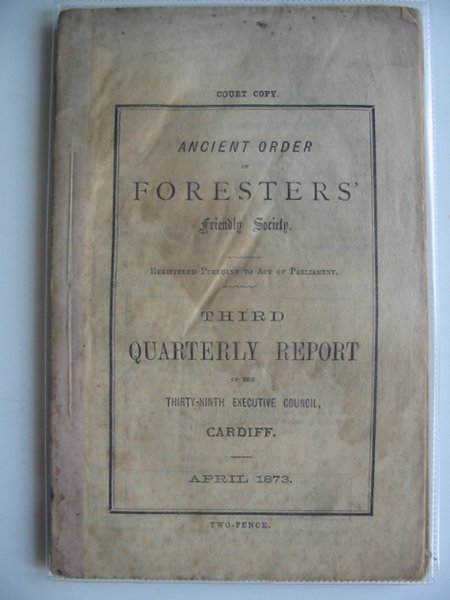 COURT COPY.
ANCIENT ORDER
OF
FORESTERS'
Friendly Society.
REGISTERED PURSUANT TO ACT OF PARLIAMENT.
THIRD
QUARTERLY REPORT
OF THE
THIRTY-NINTH EXECUTIVE COUNCIL,
CARDIFF.
APRIL 1873.
TWO-PENCE.